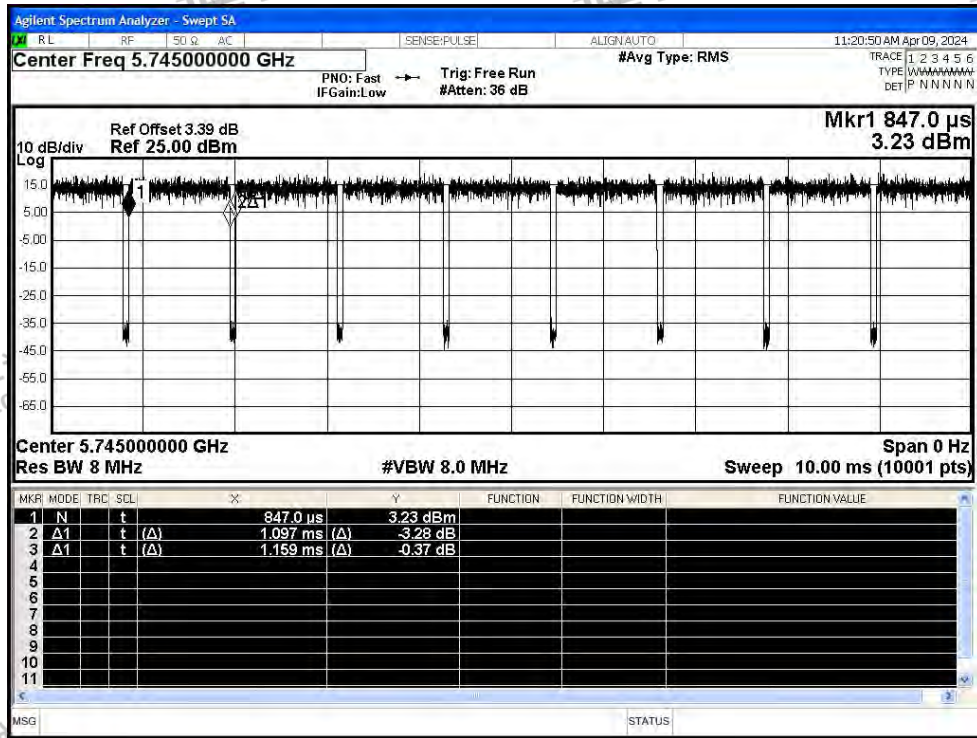 Agilent Spectrum Analyzer - Swept SA
LXI RL RF 50 Ω AC SENSE:PULSE ALIGN AUTO 11:20:50 AM Apr 09, 2024
Center Freq 5.745000000 GHz #Avg Type: RMS TRACE 1 2 3 4 5 6
PNO: Fast Trig: Free Run TYPE WWWWWW
IFGain:Low #Atten: 36 dB DET P N N N N N
Mkr1 847.0 µs
Ref Offset 3.39 dB
10 dB/div Ref 25.00 dBm 3.23 dBm
Log
15.0
1
2Δ1
5.00
-5.00
-15.0
-25.0
-35.0
-45.0
-55.0
-65.0
Center 5.745000000 GHz Span 0 Hz
Res BW 8 MHz #VBW 8.0 MHz Sweep 10.00 ms (10001 pts)
MKR MODE TRC SCL X Y FUNCTION FUNCTION WIDTH FUNCTION VALUE
1 N t 847.0 µs 3.23 dBm
2 Δ1 t (Δ) 1.097 ms (Δ) -3.28 dB
3 Δ1 t (Δ) 1.159 ms (Δ) -0.37 dB
4
5
6
7
8
9
10
11
MSG STATUS